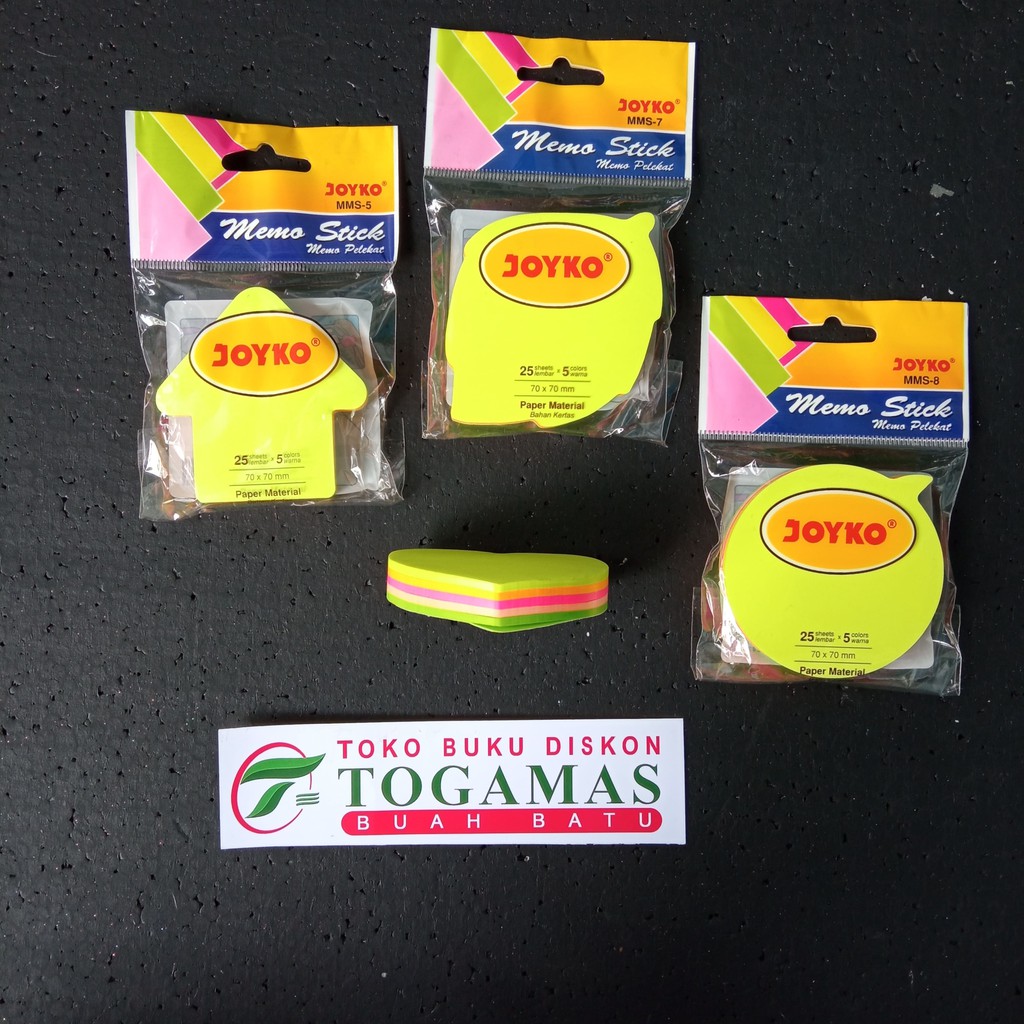 JOYKO®
MMS-5
Memo Stick
Memo Pelekat
JOYKO®
25 sheets lembar x 5 colors warna
70 x 70 mm
Paper Material
JOYKO®
MMS-7
Memo Stick
Memo Pelekat
JOYKO®
25 sheets lembar x 5 colors warna
70 x 70 mm
Paper Material
Bahan Kertas
JOYKO®
MMS-8
Memo Stick
Memo Pelekat
JOYKO®
25 sheets lembar x 5 colors warna
70 x 70 mm
Paper Material
TOKO BUKU DISKON
TOGAMAS
BUAH BATU